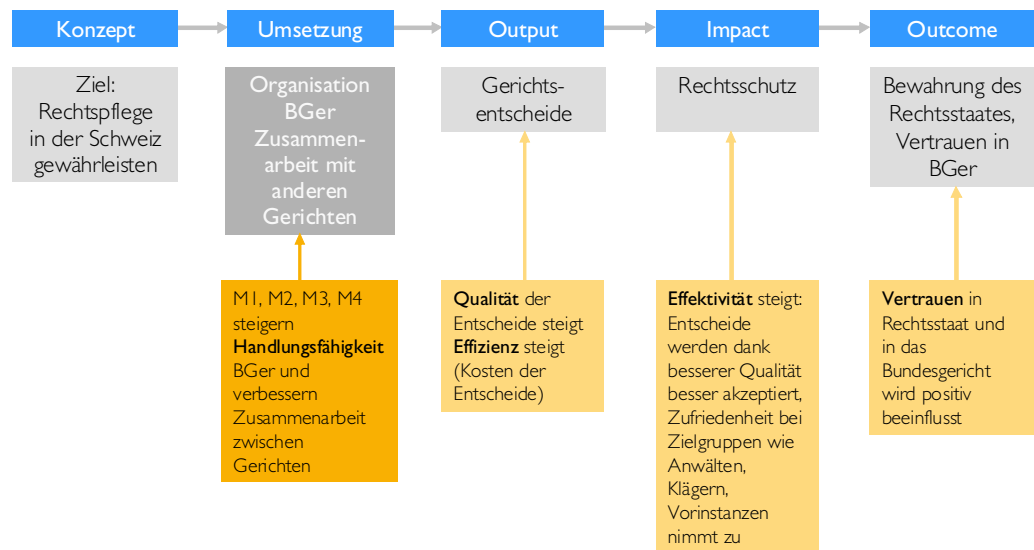 Konzept
Umsetzung
Output
Impact
Outcome
Ziel:
Rechtspflege
in der Schweiz
gewährleisten
Organisation
BGer
Zusammen-
arbeit mit
anderen
Gerichten
Gerichts-
entscheide
Rechtsschutz
Bewahrung des
Rechtsstaates,
Vertrauen in
BGer
M1, M2, M3, M4
steigern
Handlungsfähigkeit
BGer und
verbessern
Zusammenarbeit
zwischen
Gerichten
Qualität der
Entscheide steigt
Effizienz steigt
(Kosten der
Entscheide)
Effektivität steigt:
Entscheide
werden dank
besserer Qualität
besser akzeptiert,
Zufriedenheit bei
Zielgruppen wie
Anwälten,
Klägern,
Vorinstanzen
nimmt zu
Vertrauen in
Rechtsstaat und
in das
Bundesgericht
wird positiv
beeinflusst